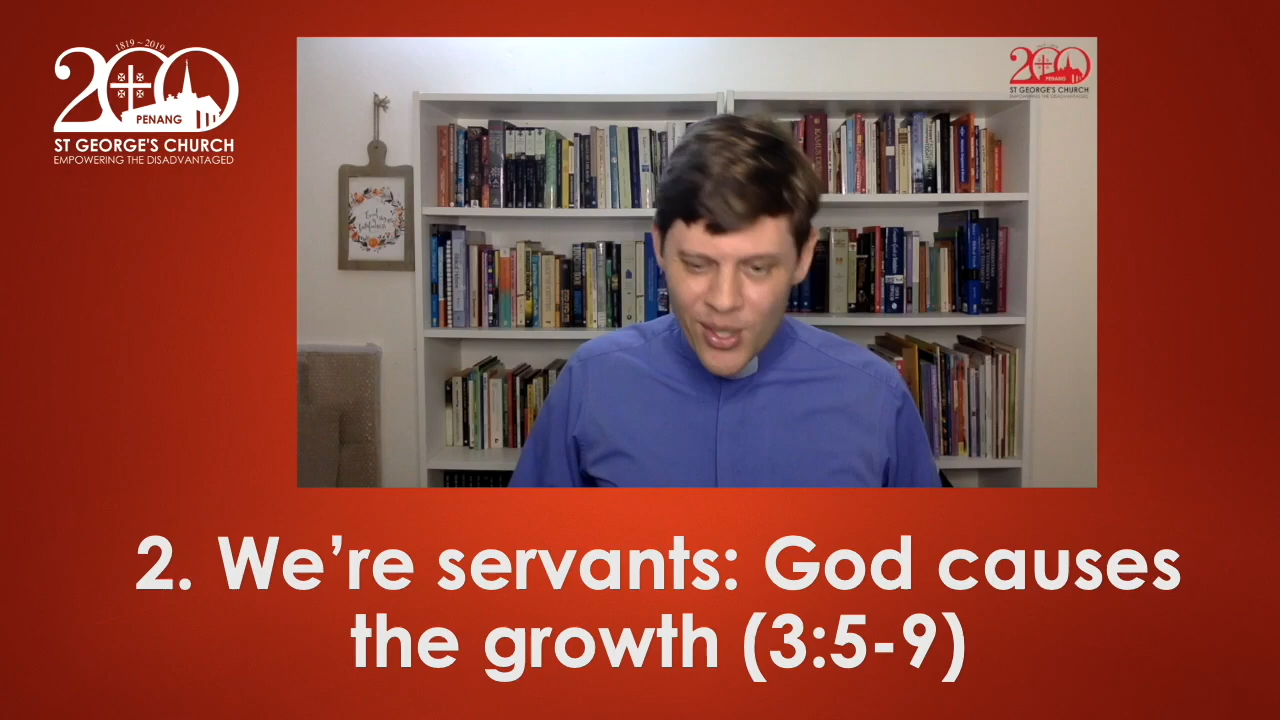 1819 ~ 2019
200
PENANG
ST GEORGE'S CHURCH
EMPOWERING THE DISADVANTAGED
200
PENANG
ST GEORGE'S CHURCH
EMPOWERING THE DISADVANTAGED
2. We’re servants: God causes
the growth (3:5-9)